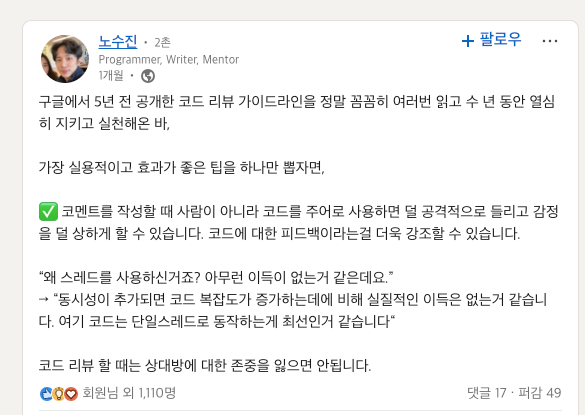 노수진 • 2촌
+ 팔로우 ...
Programmer, Writer, Mentor
1개월 •
구글에서 5년 전 공개한 코드 리뷰 가이드라인을 정말 꼼꼼히 여러번 읽고 수 년 동안 열심
히 지키고 실천해온 바,
가장 실용적이고 효과가 좋은 팁을 하나만 뽑자면,
✅ 코멘트를 작성할 때 사람이 아니라 코드를 주어로 사용하면 덜 공격적으로 들리고 감정
을 덜 상하게 할 수 있습니다. 코드에 대한 피드백이라는걸 더욱 강조할 수 있습니다.
“왜 스레드를 사용하신거죠? 아무런 이득이 없는거 같은데요.”
→ “동시성이 추가되면 코드 복잡도가 증가하는데에 비해 실질적인 이득은 없는거 같습니
다. 여기 코드는 단일스레드로 동작하는게 최선인거 같습니다“
코드 리뷰 할 때는 상대방에 대한 존중을 잃으면 안됩니다.
회원님 외 1,110명
댓글 17 · 퍼감 49